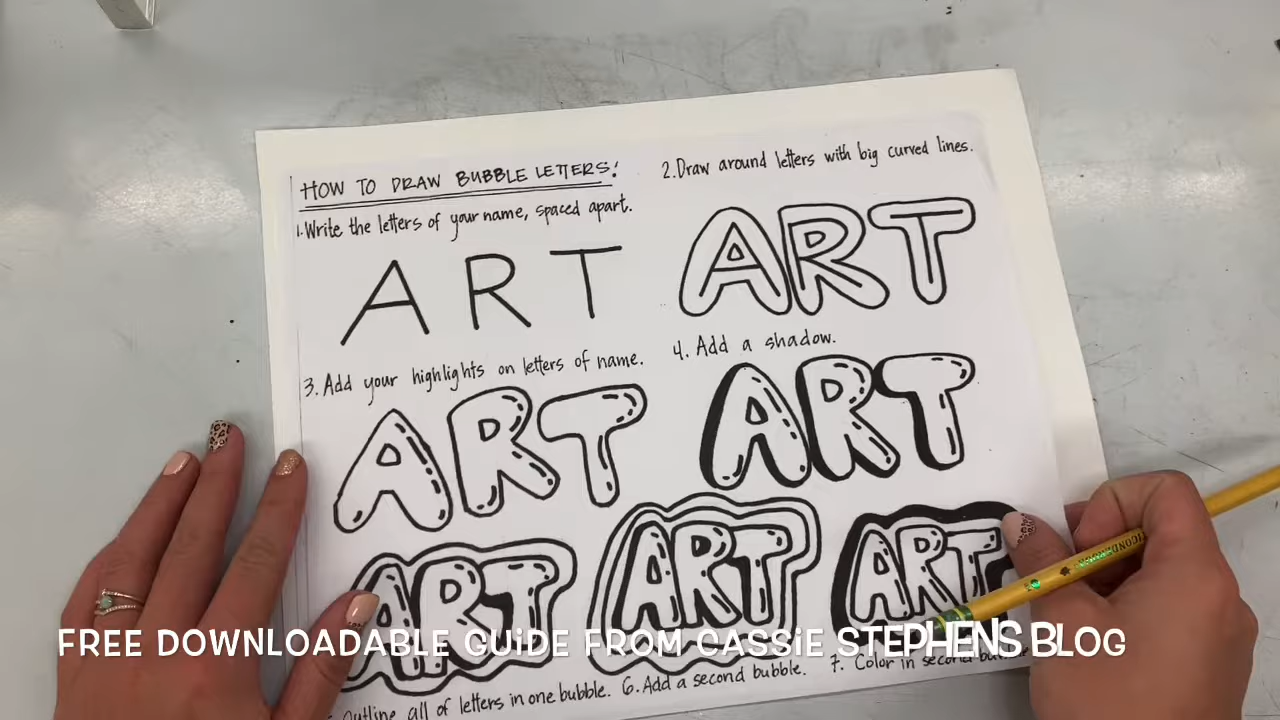 HOW TO DRAW BUBBLE LETTERS!
1. Write the letters of your name, spaced apart.
ART
2. Draw around letters with big curved lines.
ART
3. Add your highlights on letters of name.
ART
4. Add a shadow.
ART
ART
ART
ART
FREE DOWNLOADABLE GUIDE FROM CASSIE STEPHENS BLOG
Outline all of letters in one bubble.
6. Add a second bubble.
7. Color in second
TICONDEROGA